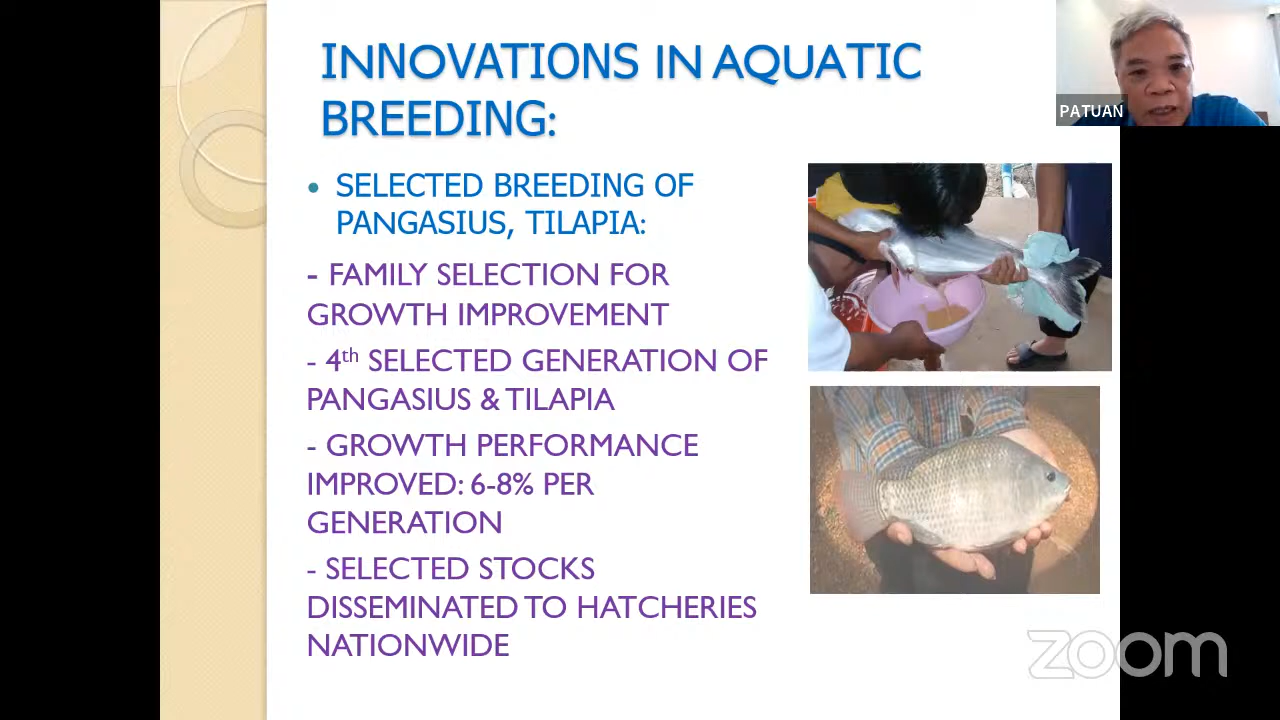 INNOVATIONS IN AQUATIC
BREEDING:
PATUAN
• SELECTED BREEDING OF
PANGASIUS, TILAPIA:
- FAMILY SELECTION FOR
GROWTH IMPROVEMENT
- 4th SELECTED GENERATION OF
PANGASIUS & TILAPIA
- GROWTH PERFORMANCE
IMPROVED: 6-8% PER
GENERATION
- SELECTED STOCKS
DISSEMINATED TO HATCHERIES
NATIONWIDE
zoom